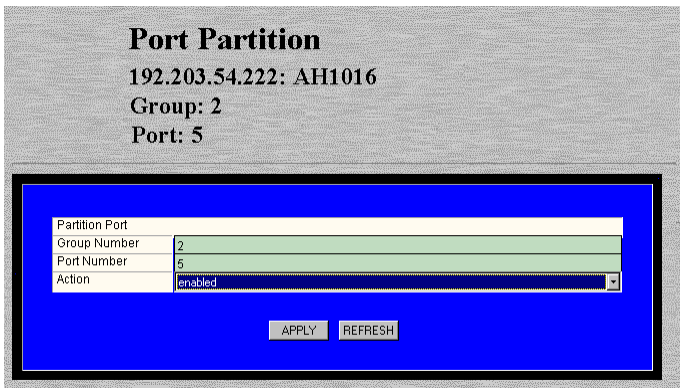 Port Partition
192.203.54.222: AH1016
Group: 2
Port: 5
Partition Port
Group Number 2
Port Number 5
Action enabled
APPLY REFRESH